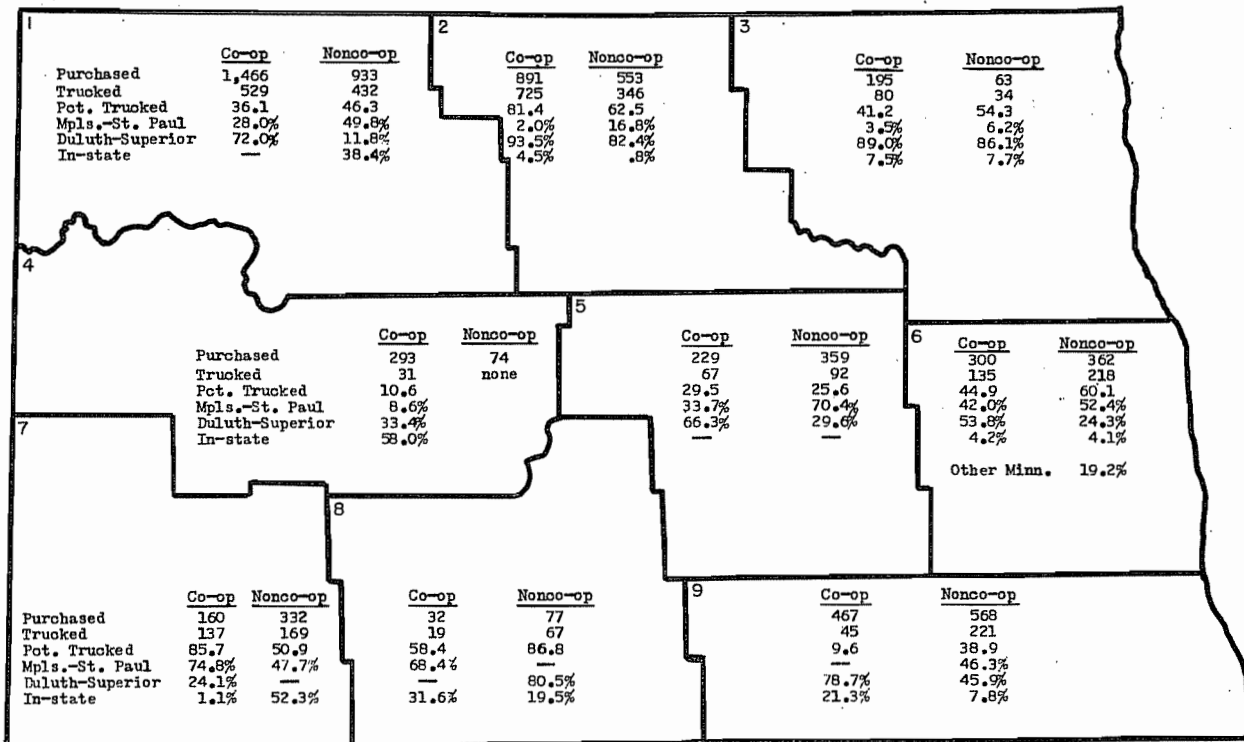 1
Co-op Nonco-op
Purchased 1,466 933
Trucked 529 432
Pct. Trucked 36.1 46.3
Mpls.-St. Paul 28.0% 49.8%
Duluth-Superior 72.0% 11.8%
In-state — 38.4%
2
Co-op Nonco-op
891 553
725 346
81.4 62.5
2.0% 16.8%
93.5% 82.4%
4.5% .8%
3
Co-op Nonco-op
195 63
80 34
41.2 54.3
3.5% 6.2%
89.0% 86.1%
7.5% 7.7%
4
Co-op Nonco-op
Purchased 293 74
Trucked 31 none
Pct. Trucked 10.6
Mpls.-St. Paul 8.6%
Duluth-Superior 33.4%
In-state 58.0%
5
Co-op Nonco-op
229 359
67 92
29.5 25.6
33.7% 70.4%
66.3% 29.6%
— —
6
Co-op Nonco-op
300 362
135 218
44.9 60.1
42.0% 52.4%
53.8% 24.3%
4.2% 4.1%
Other Minn. 19.2%
7
Co-op Nonco-op
Purchased 160 332
Trucked 137 169
Pct. Trucked 85.7 50.9
Mpls.-St. Paul 74.8% 47.7%
Duluth-Superior 24.1% —
In-state 1.1% 52.3%
8
Co-op Nonco-op
32 77
19 67
58.4 86.8
68.4% —
— 80.5%
31.6% 19.5%
9
Co-op Nonco-op
467 568
45 221
9.6 38.9
— 46.3%
78.7% 45.9%
21.3% 7.8%